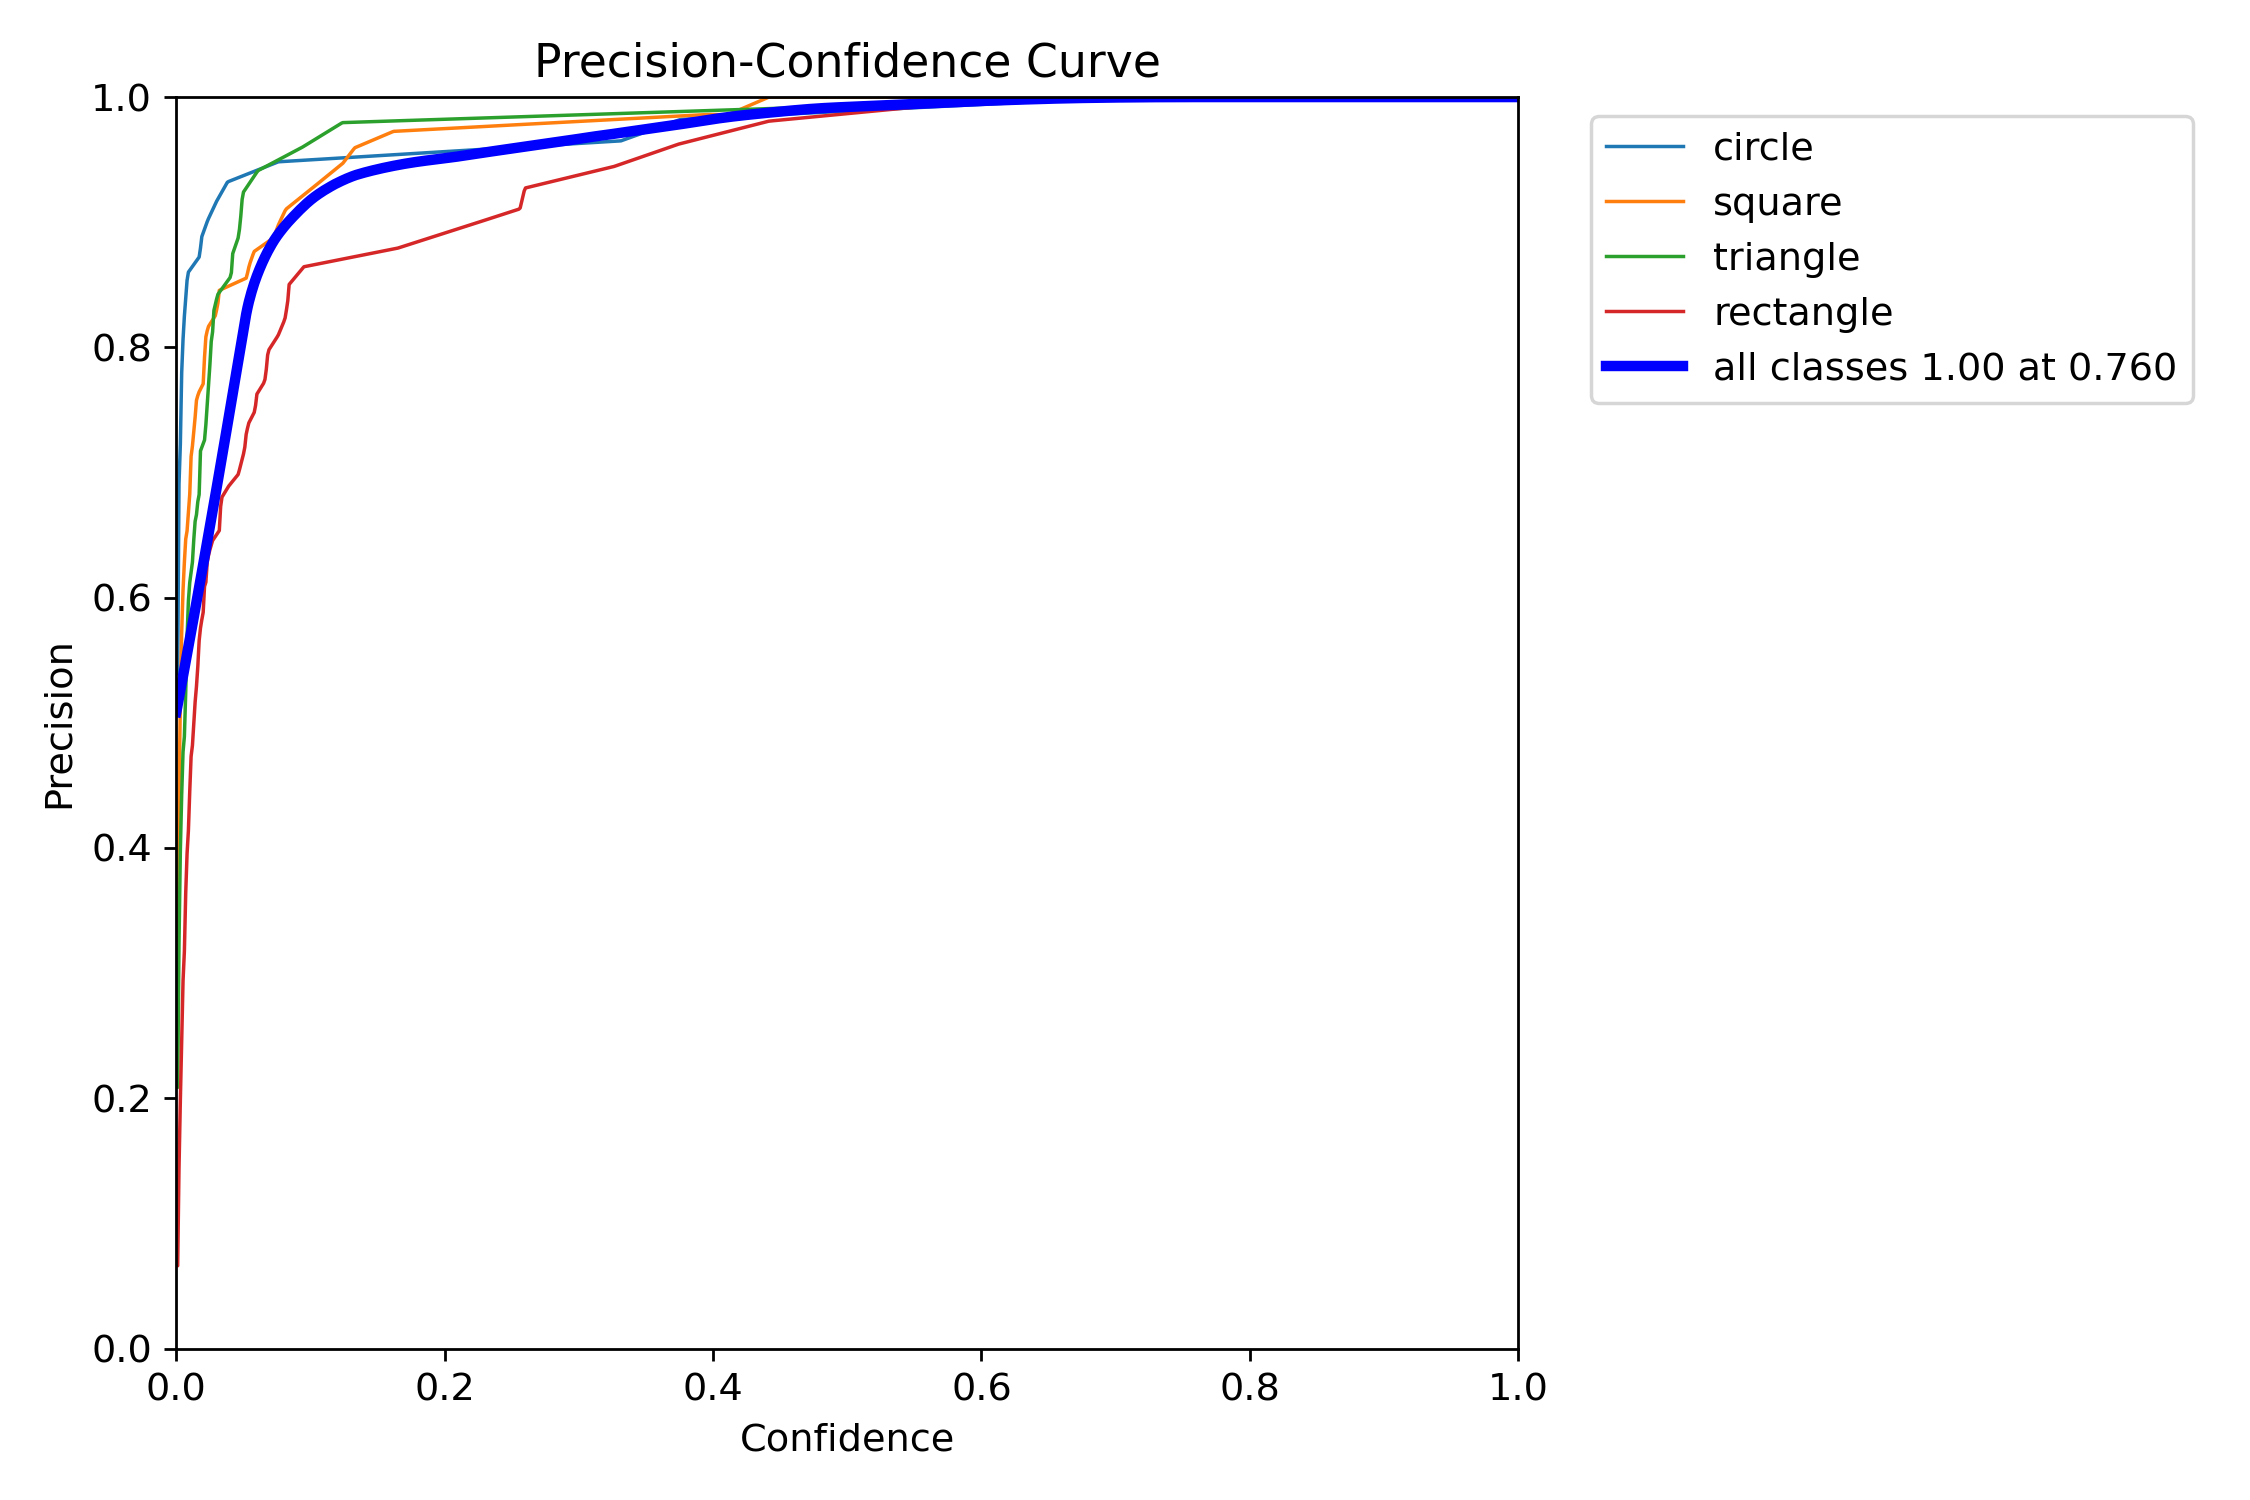 Precision-Confidence Curve
1.0
0.8
0.6
0.4
0.2
0.0
Precision
0.0 0.2 0.4 0.6 0.8 1.0
Confidence
circle
square
triangle
rectangle
all classes 1.00 at 0.760